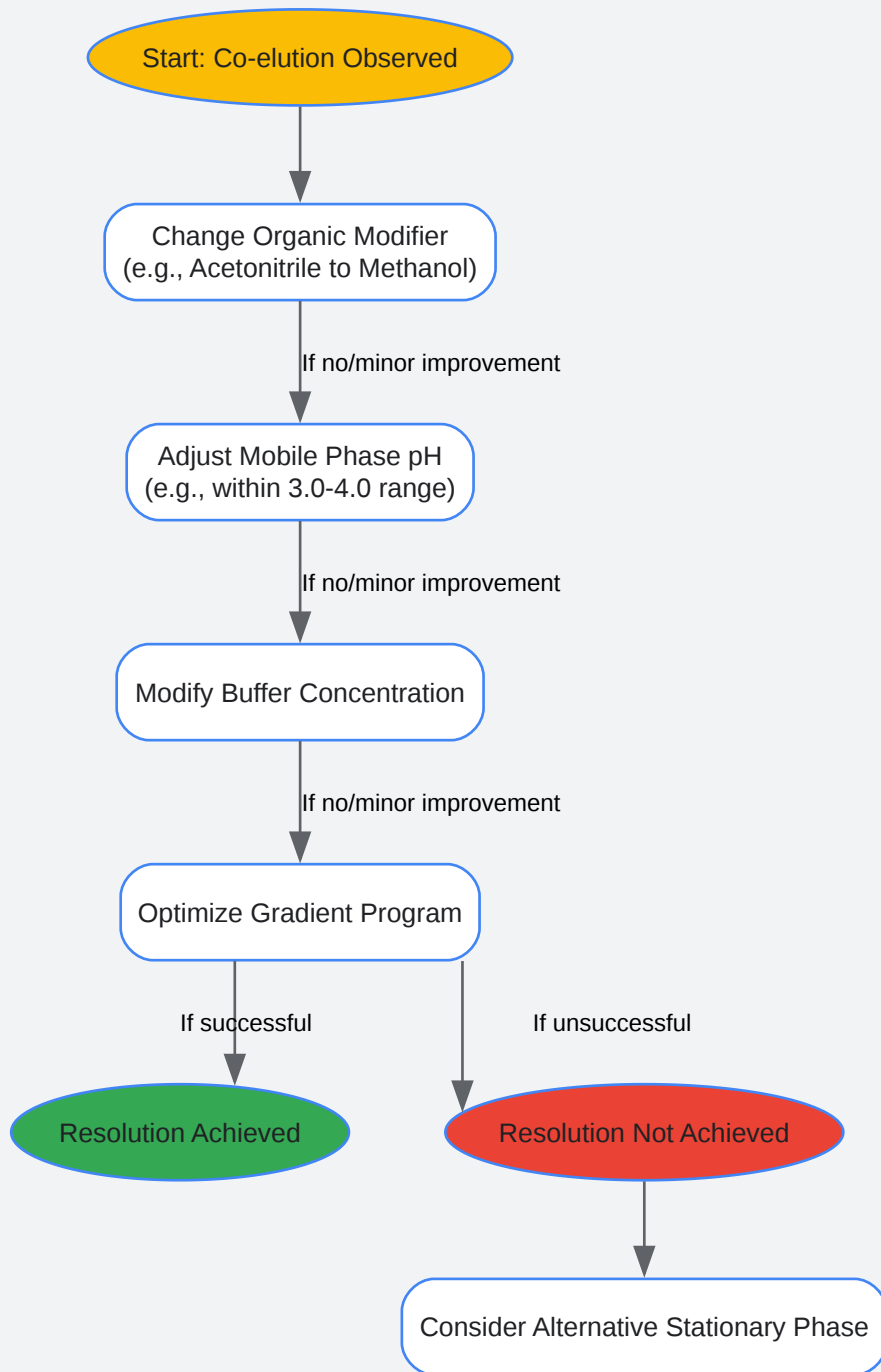 Start: Co-elution Observed
Change Organic Modifier
(e.g., Acetonitrile to Methanol)
If no/minor improvement
Adjust Mobile Phase pH
(e.g., within 3.0-4.0 range)
If no/minor improvement
Modify Buffer Concentration
If no/minor improvement
Optimize Gradient Program
If successful
If unsuccessful
Resolution Achieved
Resolution Not Achieved
Consider Alternative Stationary Phase